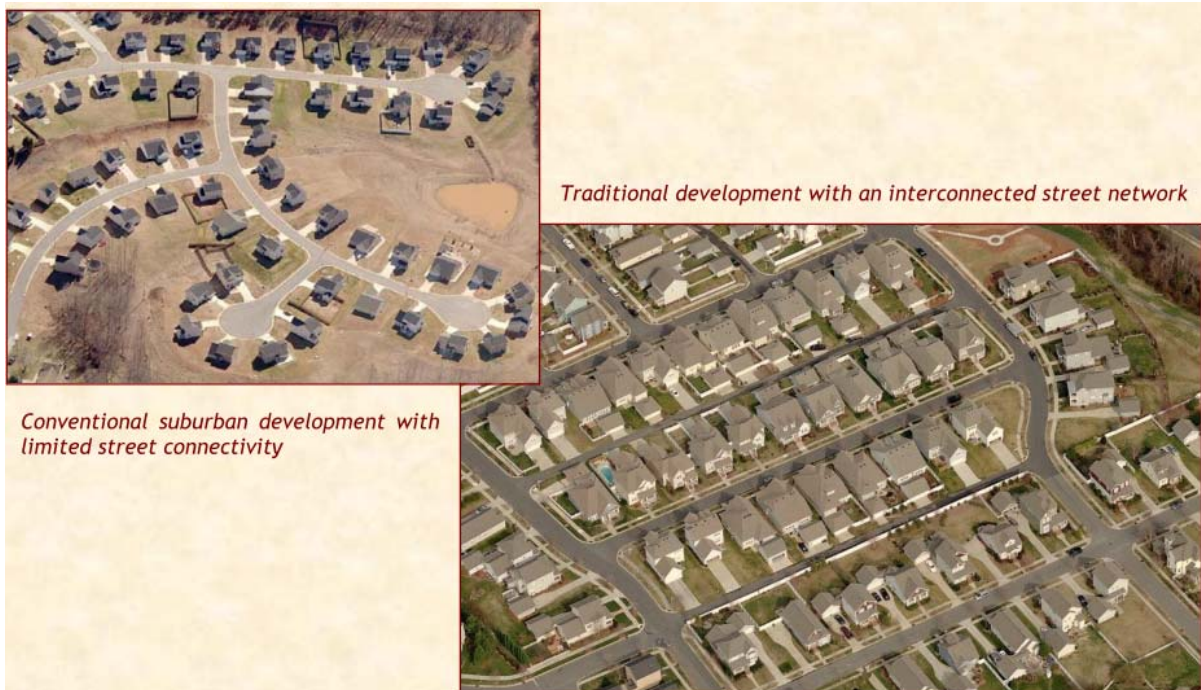 Traditional development with an interconnected street network
Conventional suburban development with
limited street connectivity